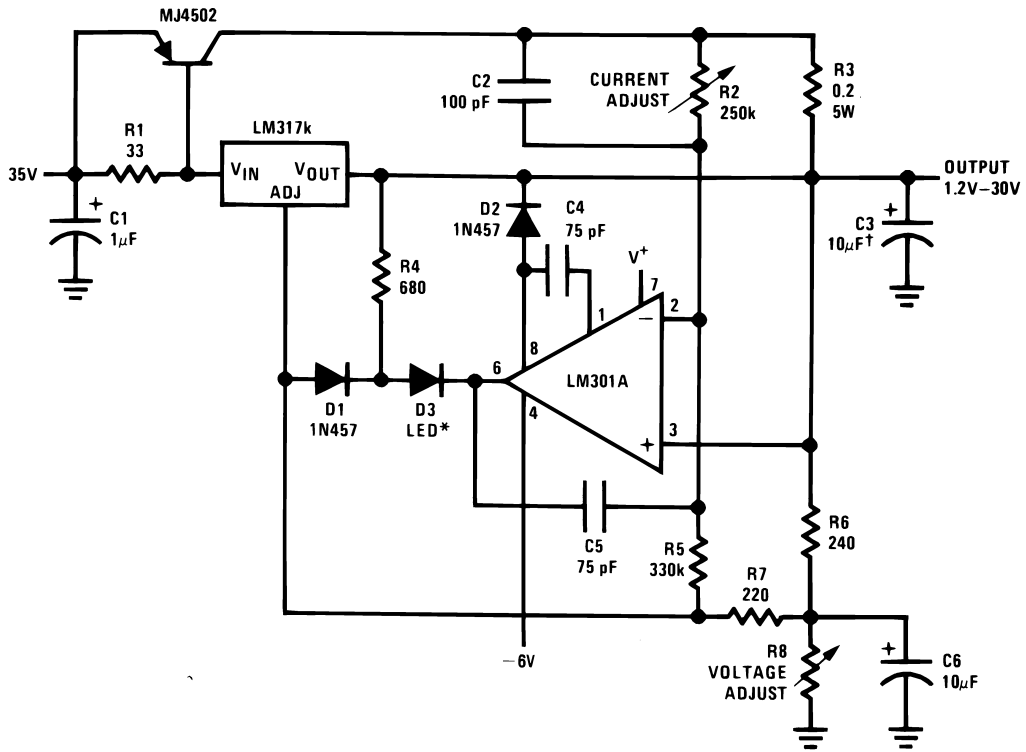 MJ4502
R1
33
35V
C1
1µF
+
LM317k
VIN
VOUT
ADJ
C2
100 pF
CURRENT
ADJUST
R2
250k
R3
0.2
5W
OUTPUT
1.2V–30V
+
C3
10µF†
D2
1N457
C4
75 pF
R4
680
V+
7
1
2
−
8
6
LM301A
4
+
3
D1
1N457
D3
LED*
C5
75 pF
R5
330k
R6
240
R7
220
−6V
R8
VOLTAGE
ADJUST
+
C6
10µF